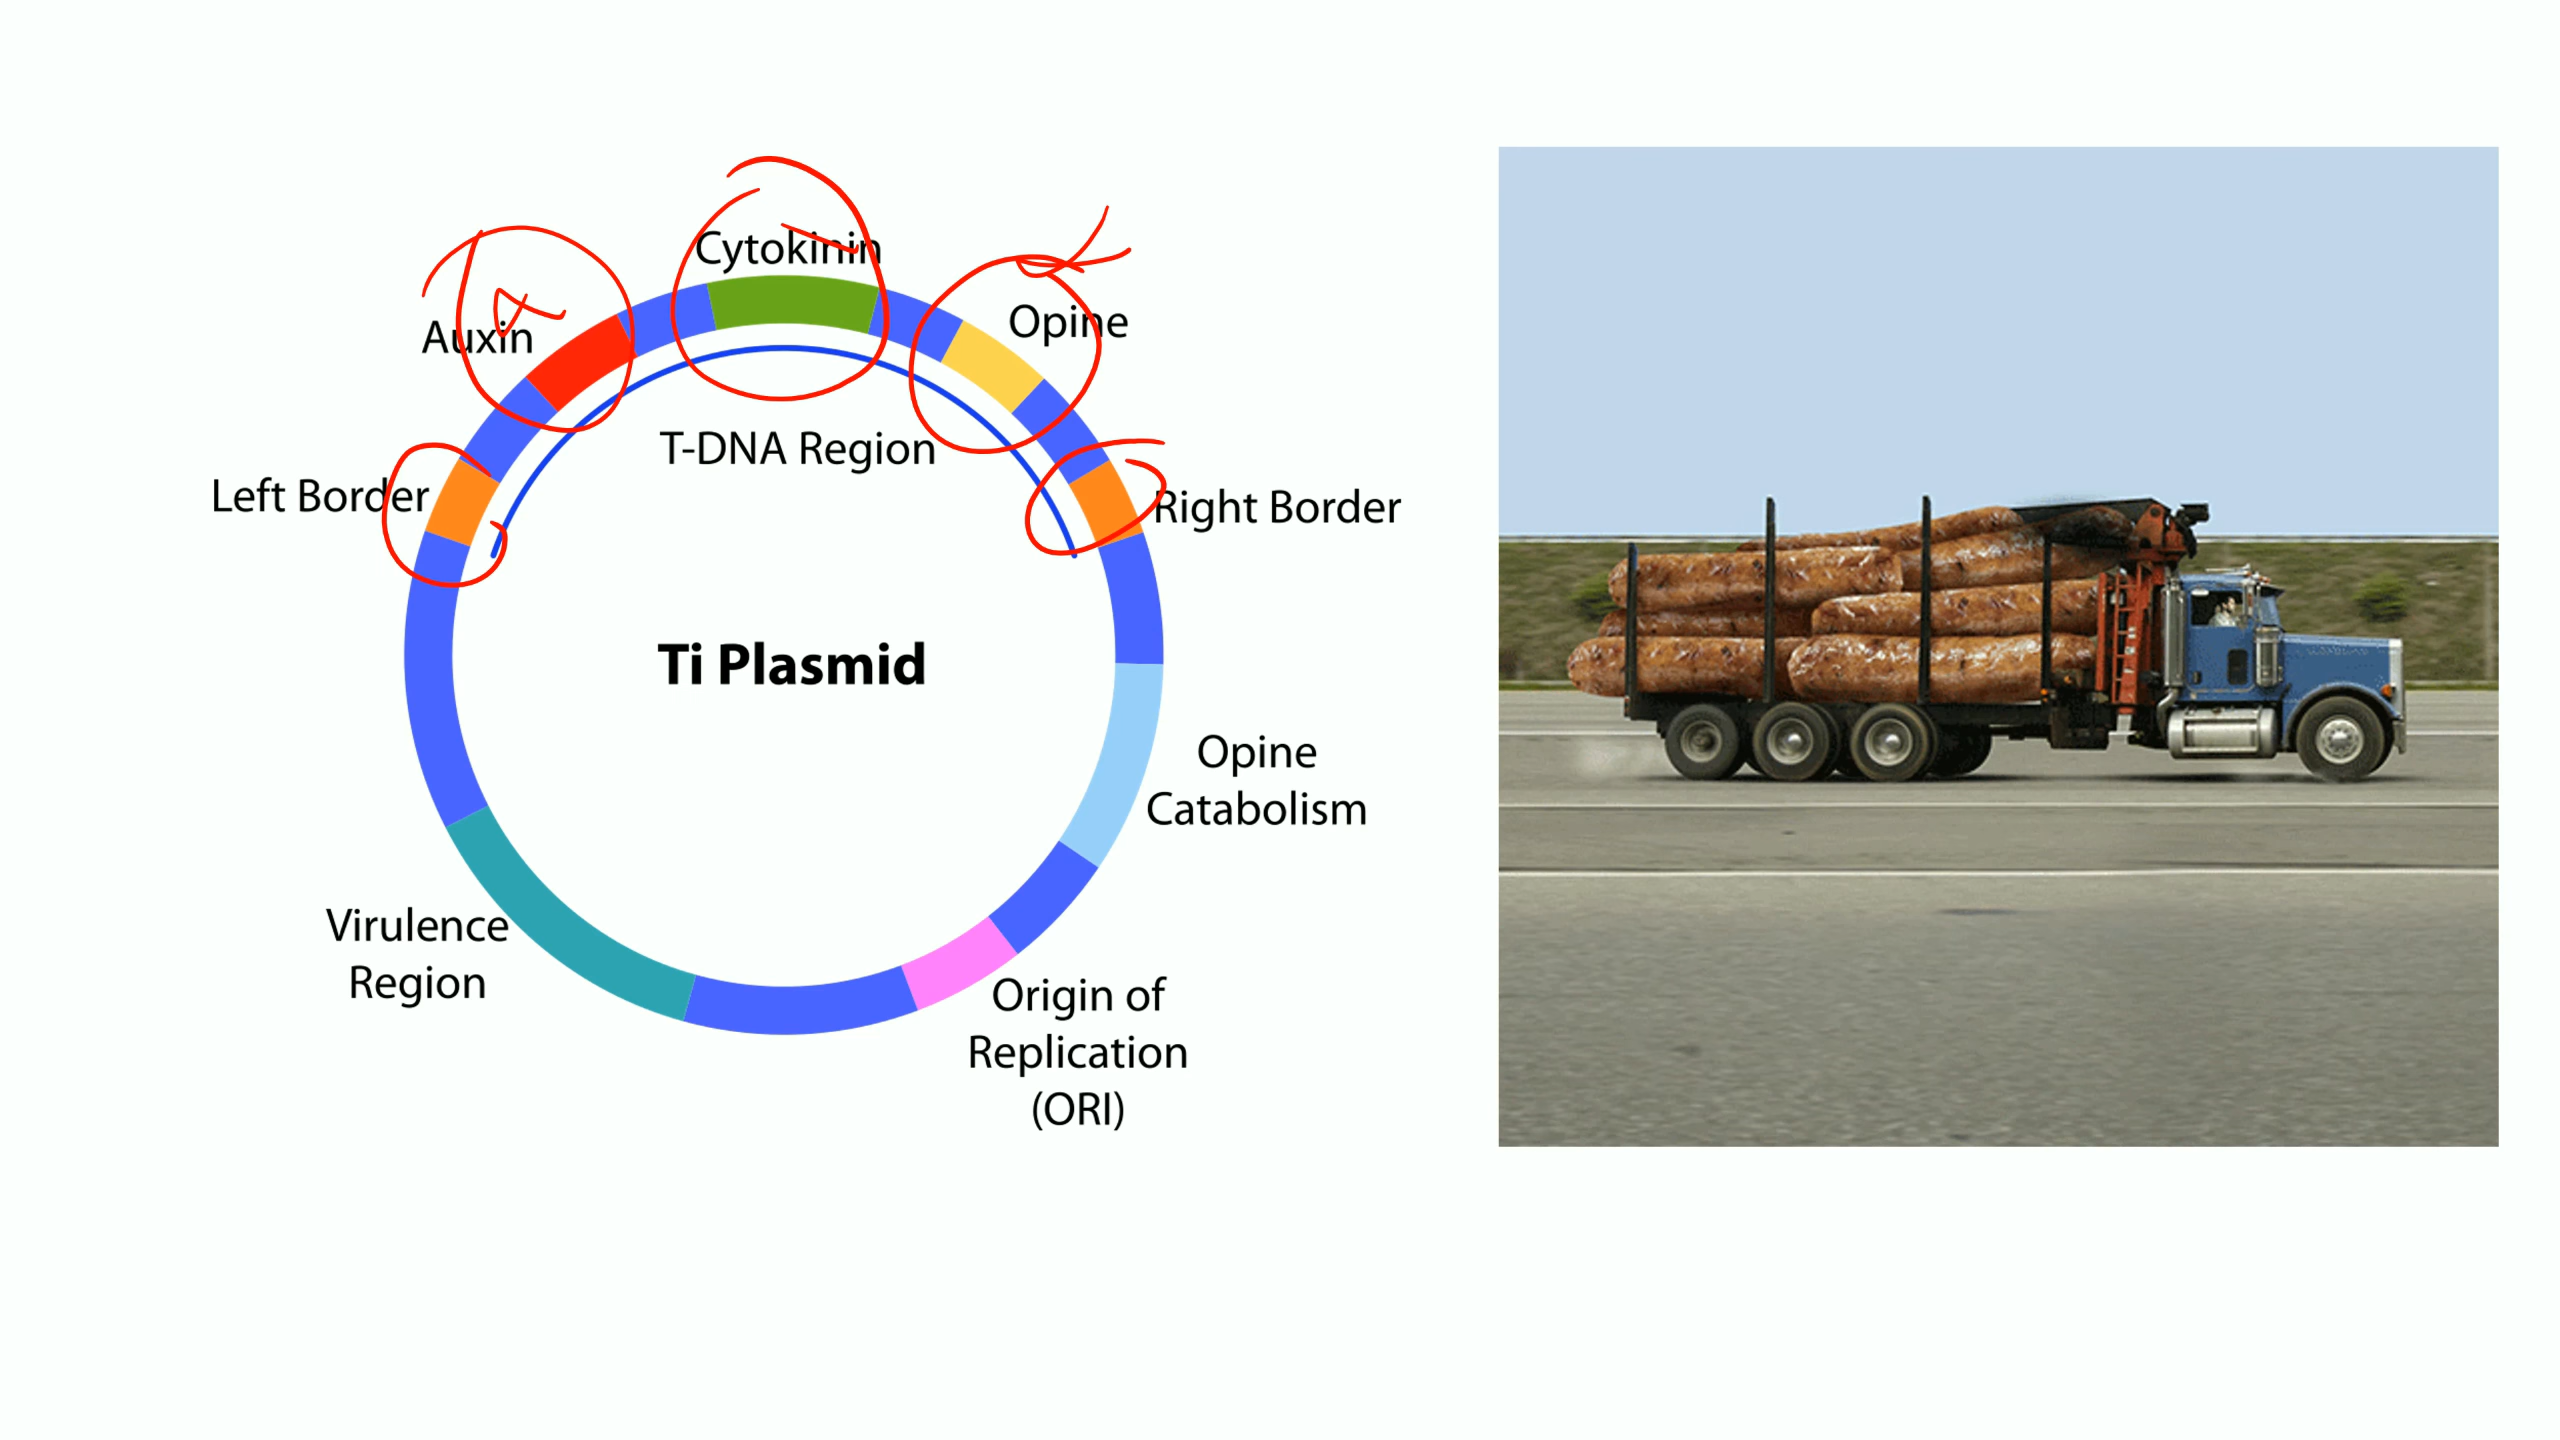 Cytokinin
Auxin
Opine
T-DNA Region
Left Border
Right Border
Ti Plasmid
Opine
Catabolism
Virulence
Region
Origin of
Replication
(ORI)